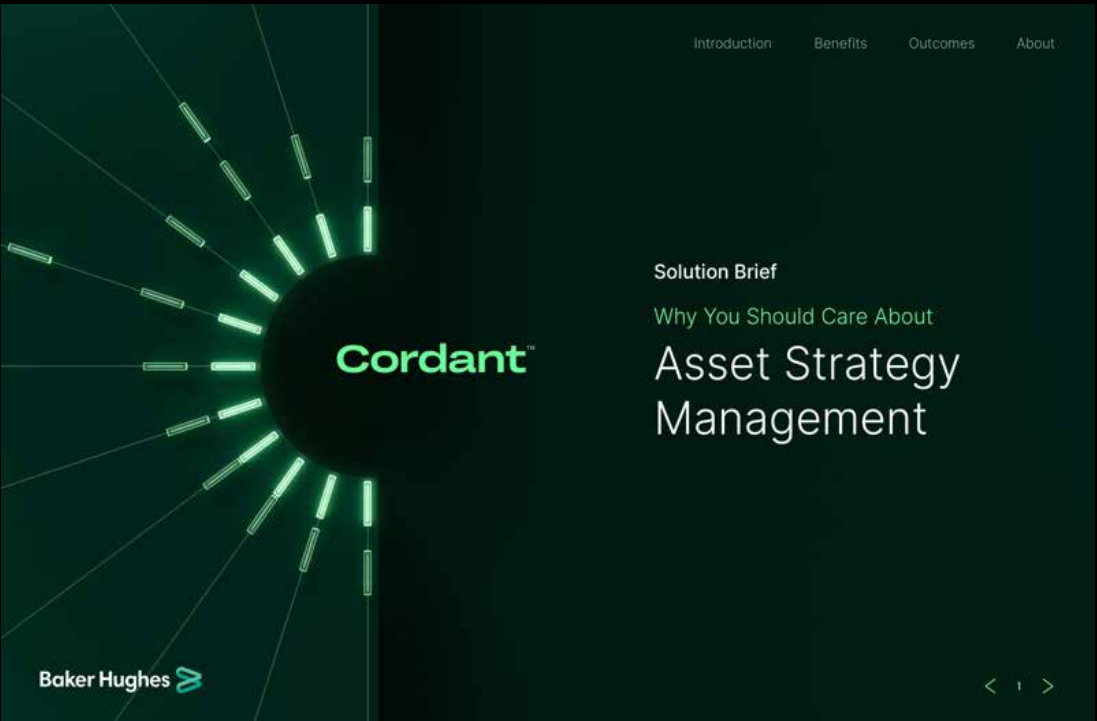 Introduction Benefits Outcomes About
Solution Brief
Why You Should Care About
Cordant™
Asset Strategy
Management
Baker Hughes
1